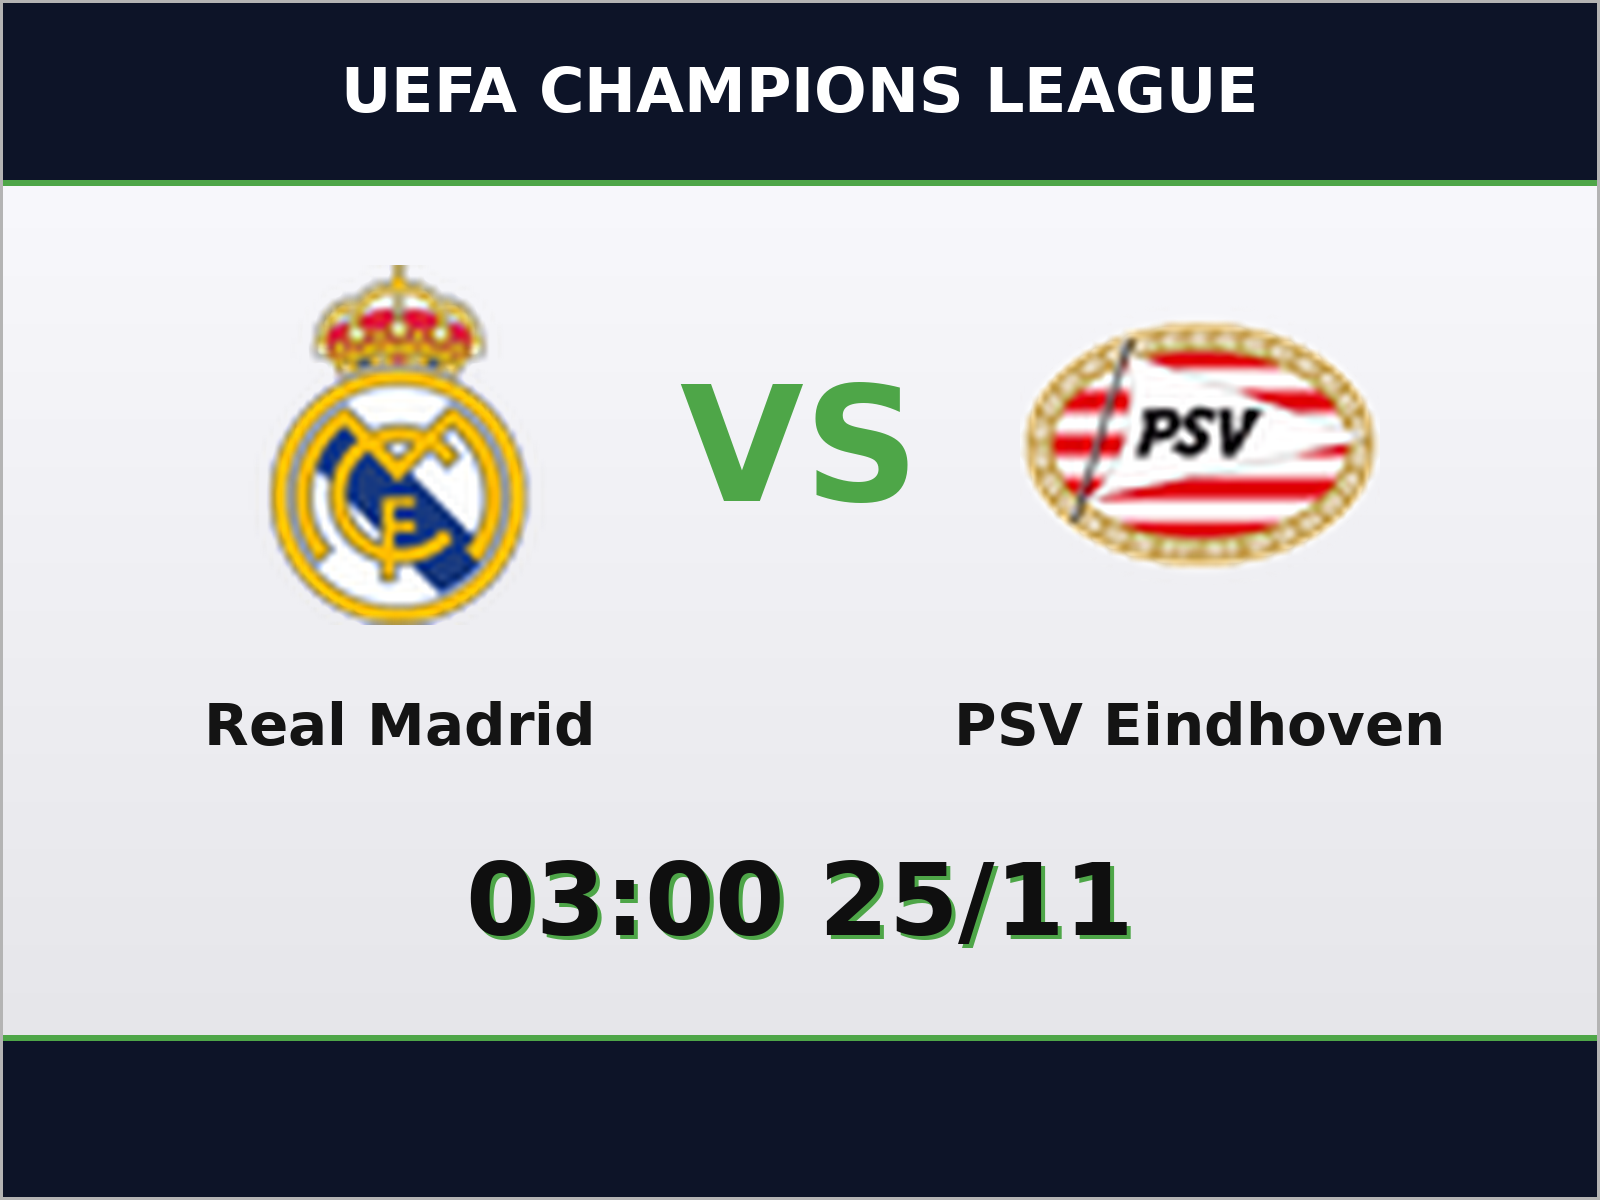 UEFA CHAMPIONS LEAGUE
VS
PSV
Real Madrid
PSV Eindhoven
03:00 25/11